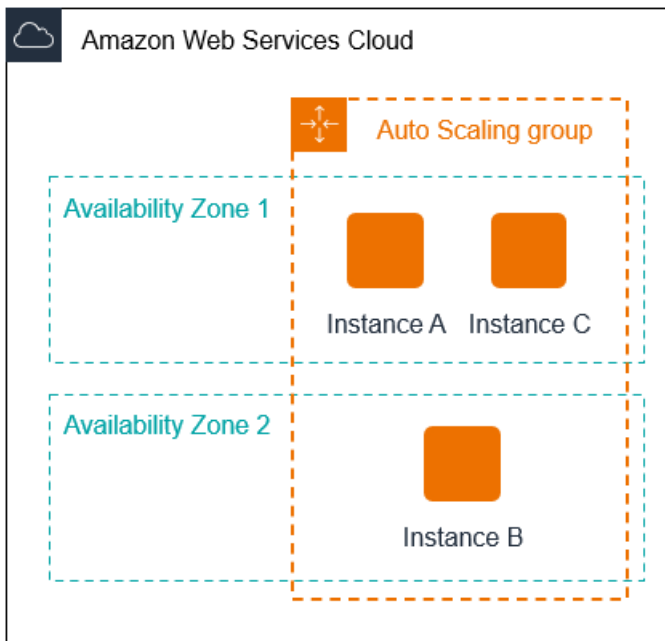 Amazon Web Services Cloud
Auto Scaling group
Availability Zone 1
Instance A
Instance C
Availability Zone 2
Instance B